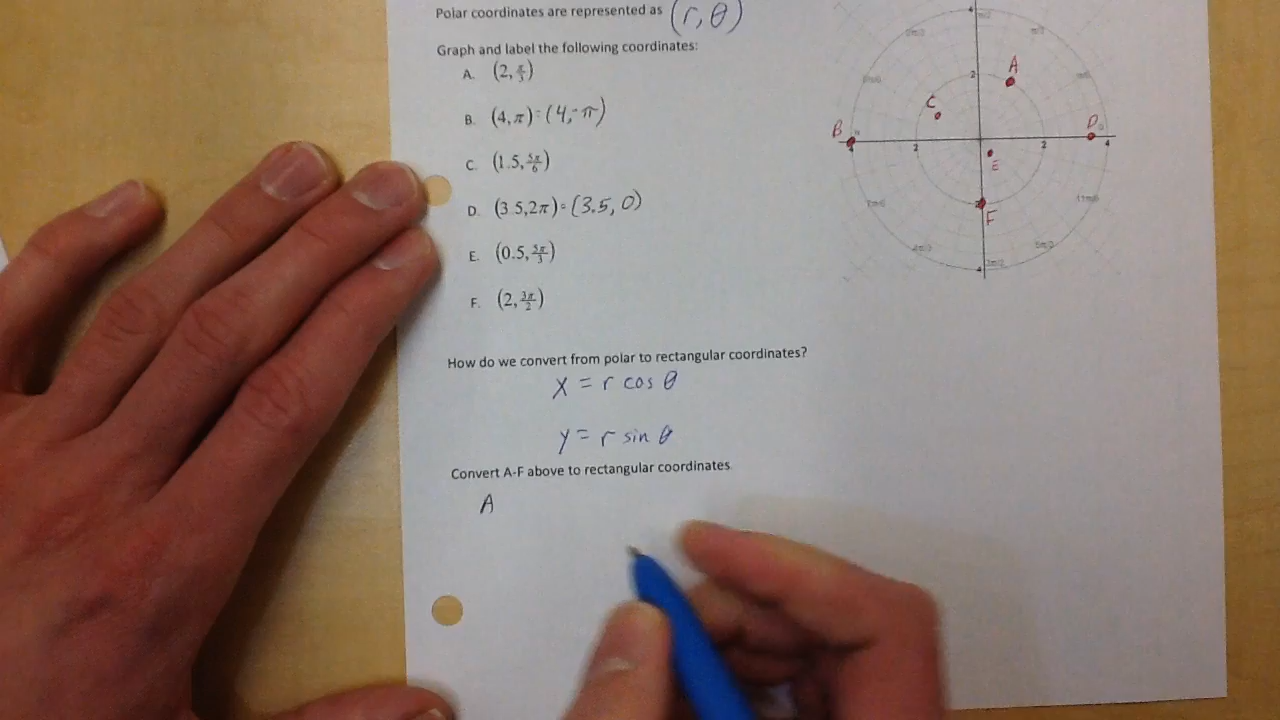 Polar coordinates are represented as (r, θ)
Graph and label the following coordinates:
A. (2, π/3)
B. (4, π) = (4, -π)
C. (1.5, 5π/6)
D. (3.5, 2π) = (3.5, 0)
E. (0.5, 5π/3)
F. (2, 3π/2)
How do we convert from polar to rectangular coordinates?
x = r cos θ
y = r sin θ
Convert A-F above to rectangular coordinates.
A
4
2
A
C
B
D
2
2
4
E
F
4